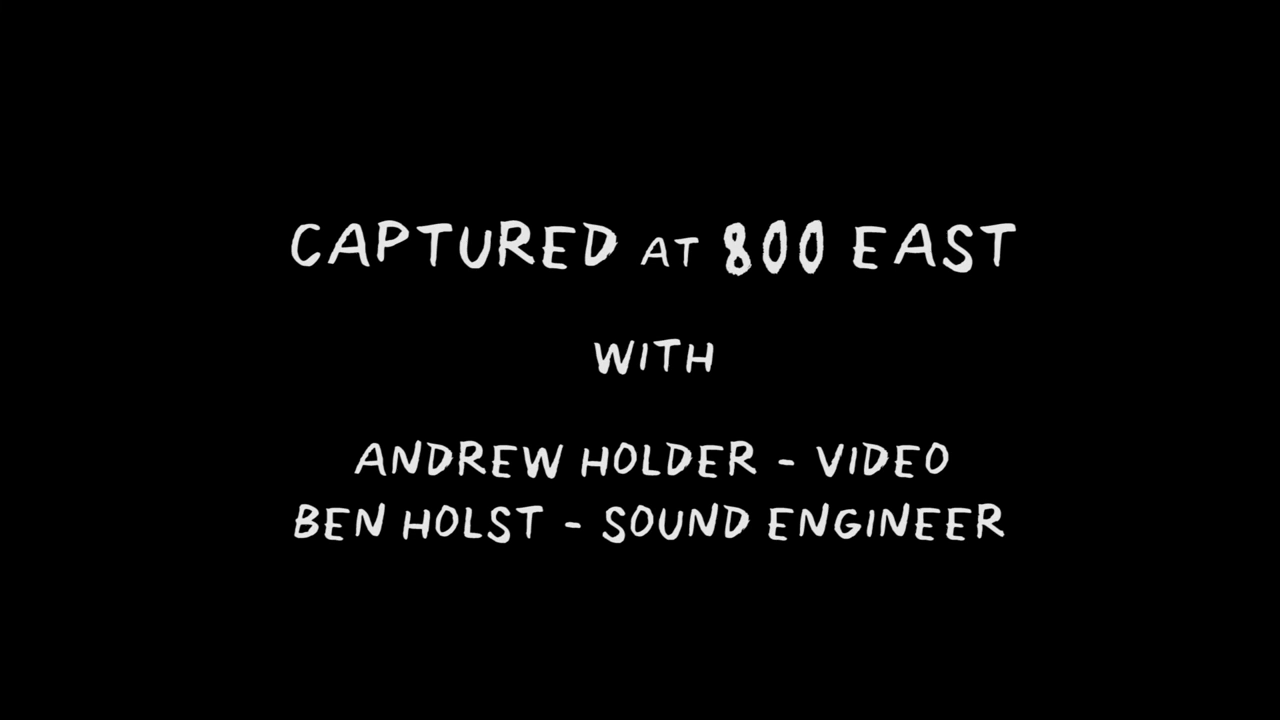 CAPTURED AT 800 EAST
WITH
ANDREW HOLDER - VIDEO
BEN HOLST - SOUND ENGINEER